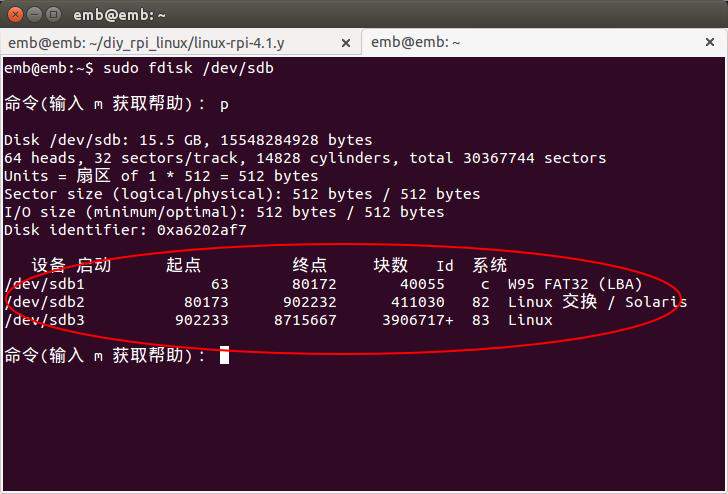 emb@emb: ~
emb@emb: ~/diy_rpi_linux/linux-rpi-4.1.y × emb@emb: ~ ×
emb@emb:~$ sudo fdisk /dev/sdb
命令(输入 m 获取帮助)： p
Disk /dev/sdb: 15.5 GB, 15548284928 bytes
64 heads, 32 sectors/track, 14828 cylinders, total 30367744 sectors
Units = 扇区 of 1 * 512 = 512 bytes
Sector size (logical/physical): 512 bytes / 512 bytes
I/O size (minimum/optimal): 512 bytes / 512 bytes
Disk identifier: 0xa6202af7
设备 启动 起点 终点 块数 Id 系统
/dev/sdb1 63 80172 40055 c W95 FAT32 (LBA)
/dev/sdb2 80173 902232 411030 82 Linux 交换 / Solaris
/dev/sdb3 902233 8715667 3906717+ 83 Linux
命令(输入 m 获取帮助)：